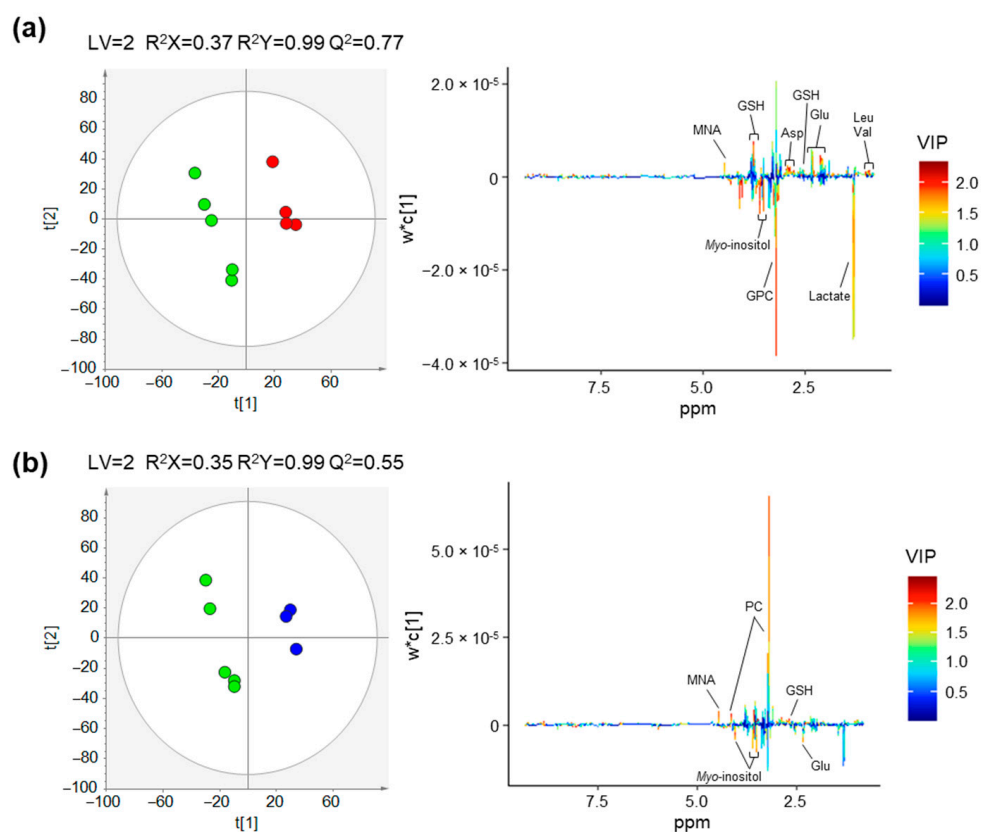 (a)
LV=2 R²X=0.37 R²Y=0.99 Q²=0.77
80
60
40
20
0
−20
−40
−60
−80
−100
t[2]
−100
−60
−20
20
60
t[1]
2.0 × 10⁻⁵
0
−2.0 × 10⁻⁵
−4.0 × 10⁻⁵
w*c[1]
MNA
GSH
Asp
GSH
Glu
Leu
Val
Myo-inositol
GPC
Lactate
7.5
5.0
2.5
ppm
VIP
2.0
1.5
1.0
0.5
(b)
LV=2 R²X=0.35 R²Y=0.99 Q²=0.55
80
60
40
20
0
−20
−40
−60
−80
−100
t[2]
−100
−60
−20
20
60
t[1]
5.0 × 10⁻⁵
2.5 × 10⁻⁵
0
w*c[1]
PC
MNA
GSH
Myo-inositol
Glu
7.5
5.0
2.5
ppm
VIP
2.0
1.5
1.0
0.5